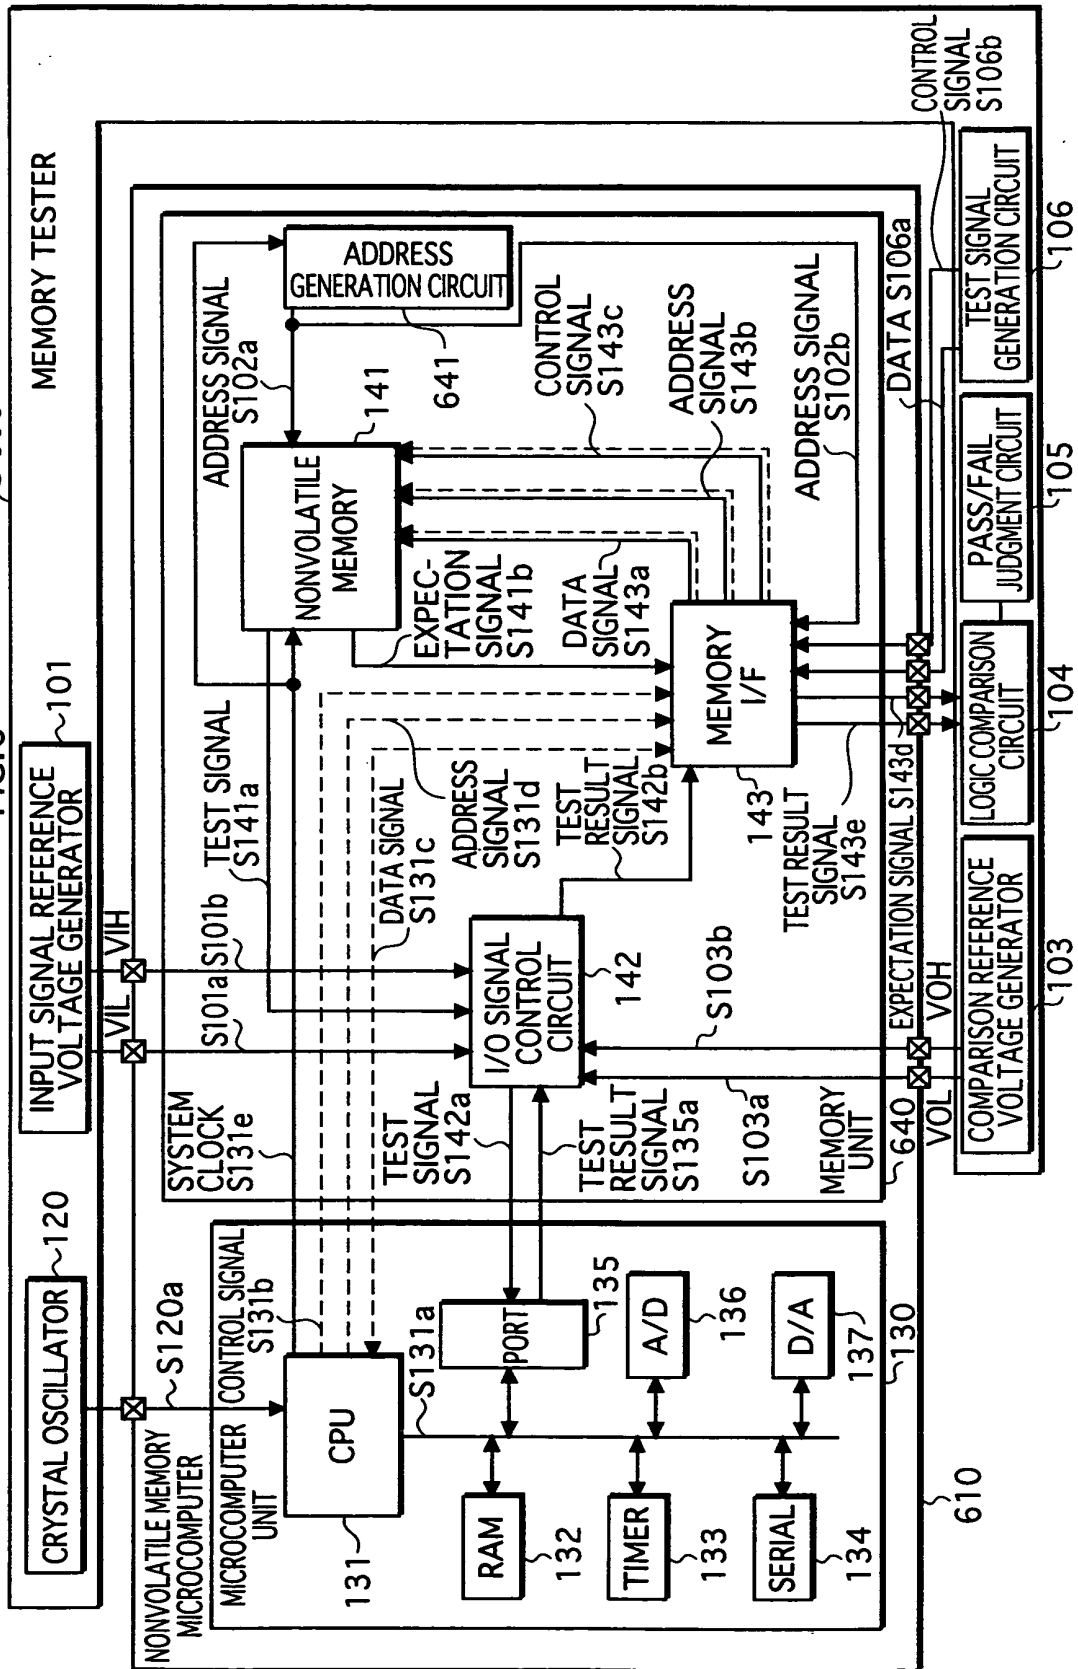 MEMORY TESTER
CRYSTAL OSCILLATOR
120
INPUT SIGNAL REFERENCE
VOLTAGE GENERATOR
101
S120a
VIL
VIH
NONVOLATILE MEMORY
MICROCOMPUTER
MICROCOMPUTER
UNIT
CONTROL SIGNAL
S131b
SYSTEM
CLOCK
S131e
S101a
S101b
TEST SIGNAL
S141a
ADDRESS SIGNAL
S102a
ADDRESS
GENERATION CIRCUIT
641
CPU
131
S131a
NONVOLATILE
MEMORY
141
TEST
SIGNAL
S142a
DATA SIGNAL
S131c
ADDRESS
SIGNAL
S131d
EXPEC-
TATION
SIGNAL
S141b
RAM
132
PORT
135
I/O SIGNAL
CONTROL
CIRCUIT
142
TEST
RESULT
SIGNAL
S142b
DATA
SIGNAL
S143a
CONTROL
SIGNAL
S143c
TIMER
133
A/D
136
TEST
RESULT
SIGNAL
S135a
S103a
S103b
MEMORY
I/F
143
ADDRESS
SIGNAL
S143b
SERIAL
134
D/A
137
130
MEMORY
UNIT
640
TEST RESULT
SIGNAL
S143e
ADDRESS SIGNAL
S102b
610
VOL
VOH
EXPECTATION SIGNAL S143d
DATA S106a
CONTROL
SIGNAL
S106b
COMPARISON REFERENCE
VOLTAGE GENERATOR
103
LOGIC COMPARISON
CIRCUIT
104
PASS/FAIL
JUDGMENT CIRCUIT
105
TEST SIGNAL
GENERATION CIRCUIT
106